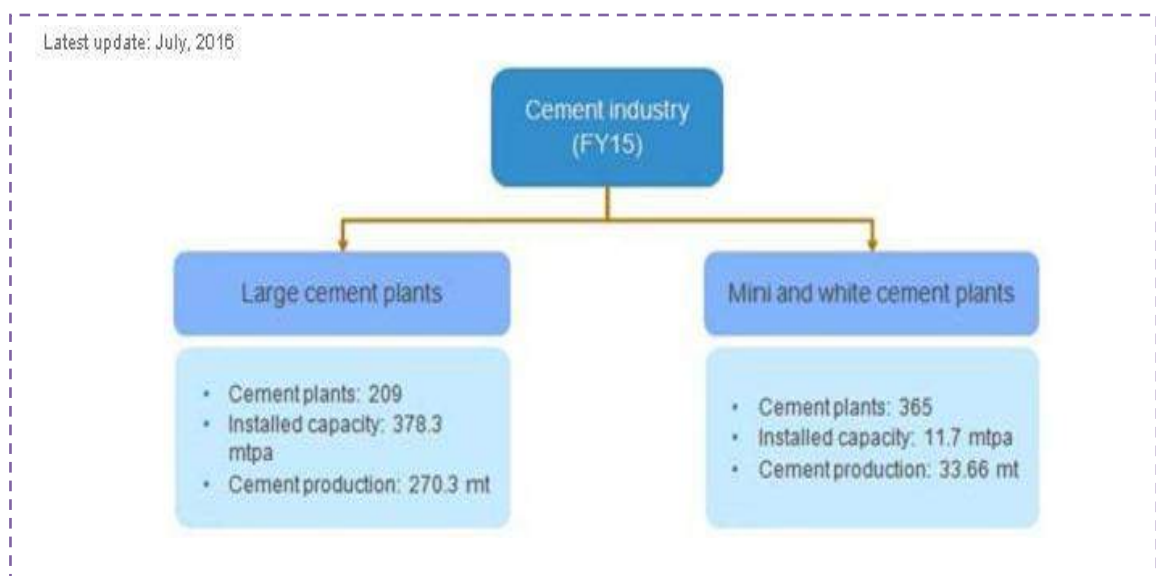 Latest update: July, 2016
Cement industry
(FY15)
Large cement plants
• Cement plants: 209
• Installed capacity: 378.3
mtpa
• Cement production: 270.3 mt
Mini and white cement plants
• Cement plants: 365
• Installed capacity: 11.7 mtpa
• Cement production: 33.66 mt